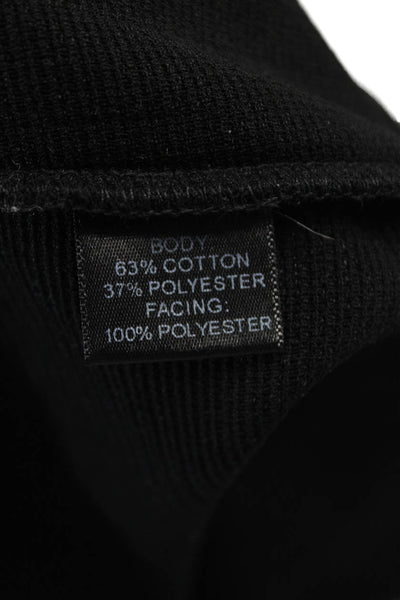 BODY:
63% COTTON
37% POLYESTER
FACING:
100% POLYESTER